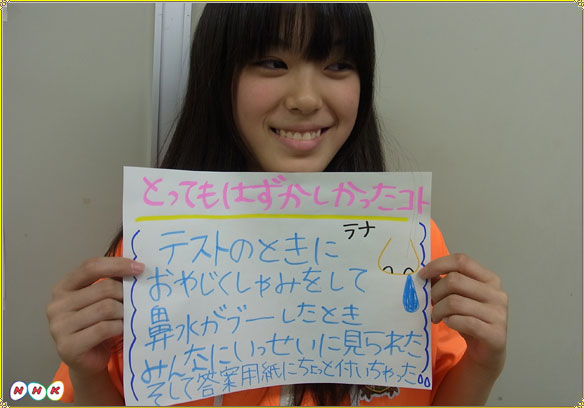 とってもはずかしかったコト
ラナ
テストのときに
おやじくしゃみをして
鼻水がブーしたとき
みんなにいっせいに見られた
そして答案用紙にちょっと付いちゃった。。
NHK